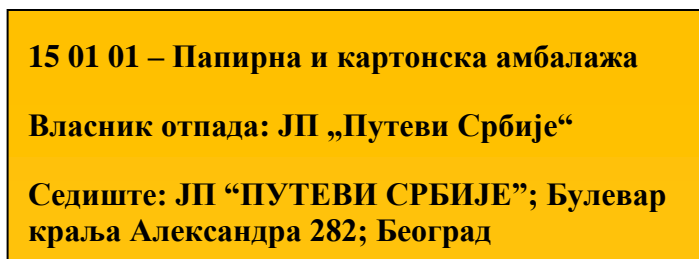 15 01 01 – Папирна и картонска амбалажа
Власник отпада: ЈП „Путеви Србије“
Седиште: ЈП “ПУТЕВИ СРБИЈЕ”; Булевар
краља Александра 282; Београд